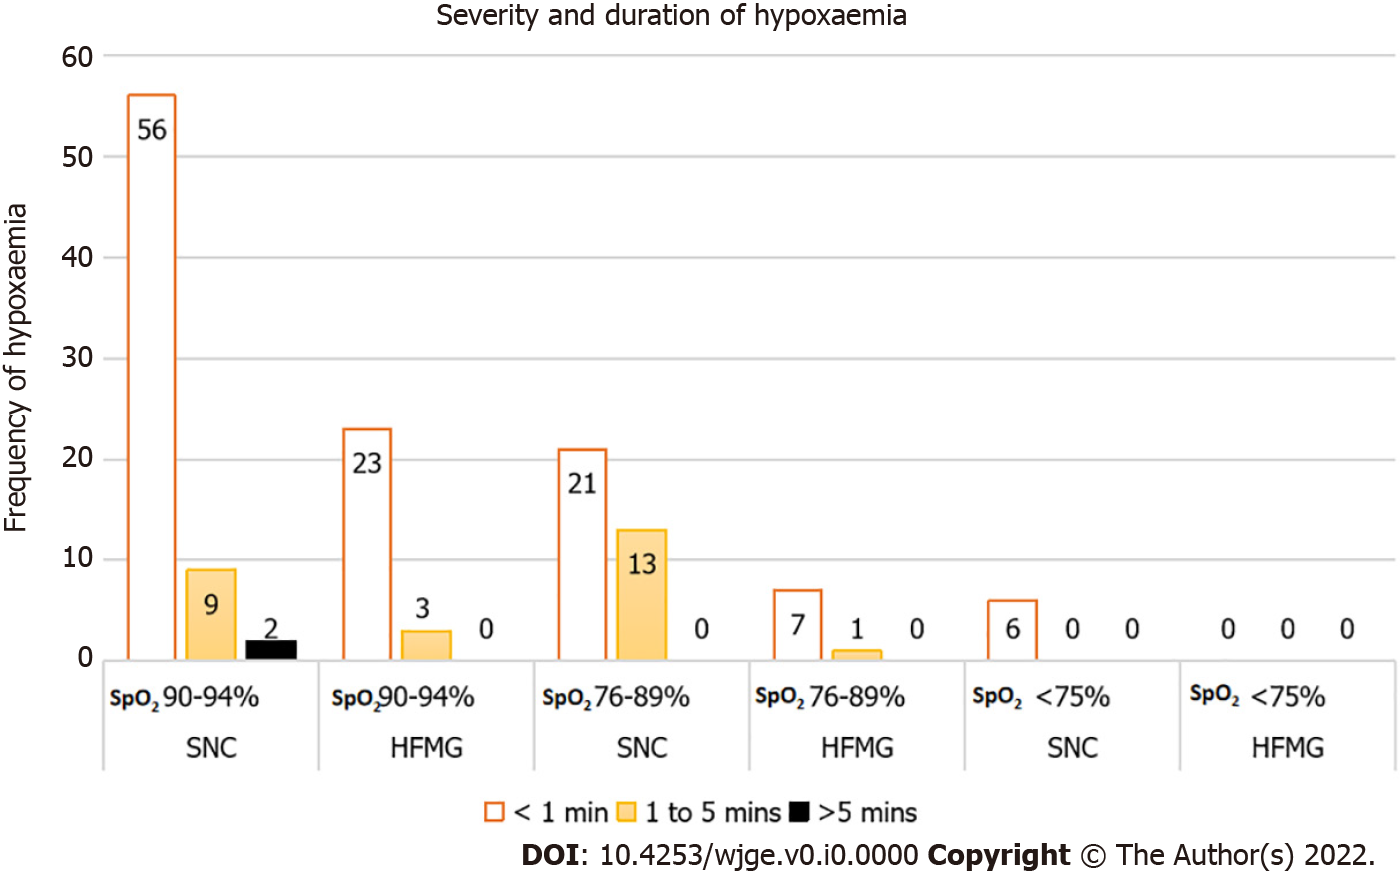 Severity and duration of hypoxaemia
Frequency of hypoxaemia
60
50
40
30
20
10
0
56
9
2
23
3
0
21
13
0
7
1
0
6
0
0
0
0
0
SpO₂ 90-94%
SpO₂90-94%
SpO₂ 76-89%
SpO₂ 76-89%
SpO₂ <75%
SpO₂ <75%
SNC
HFMG
SNC
HFMG
SNC
HFMG
< 1 min 1 to 5 mins >5 mins
DOI: 10.4253/wjge.v0.i0.0000 Copyright © The Author(s) 2022.